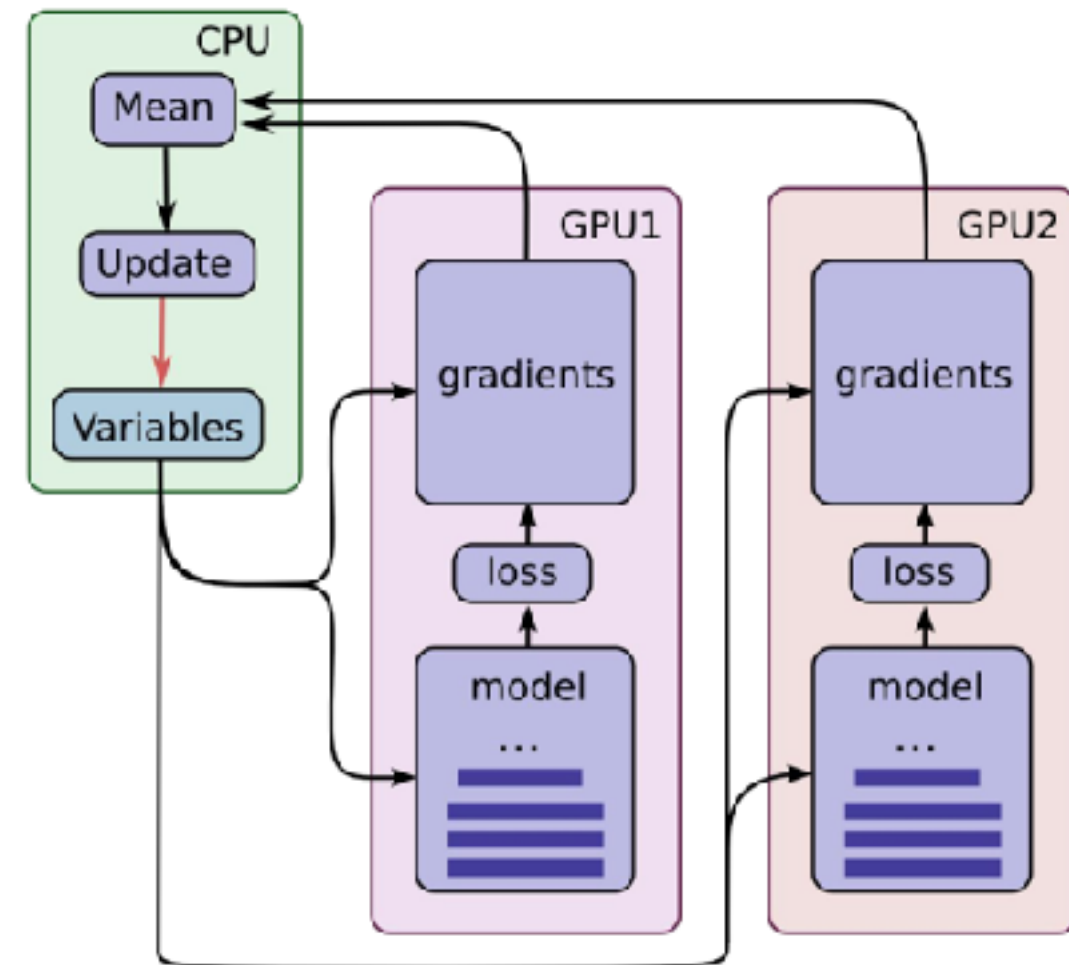 CPU
Mean
Update
Variables
GPU1
gradients
loss
model
...
GPU2
gradients
loss
model
...